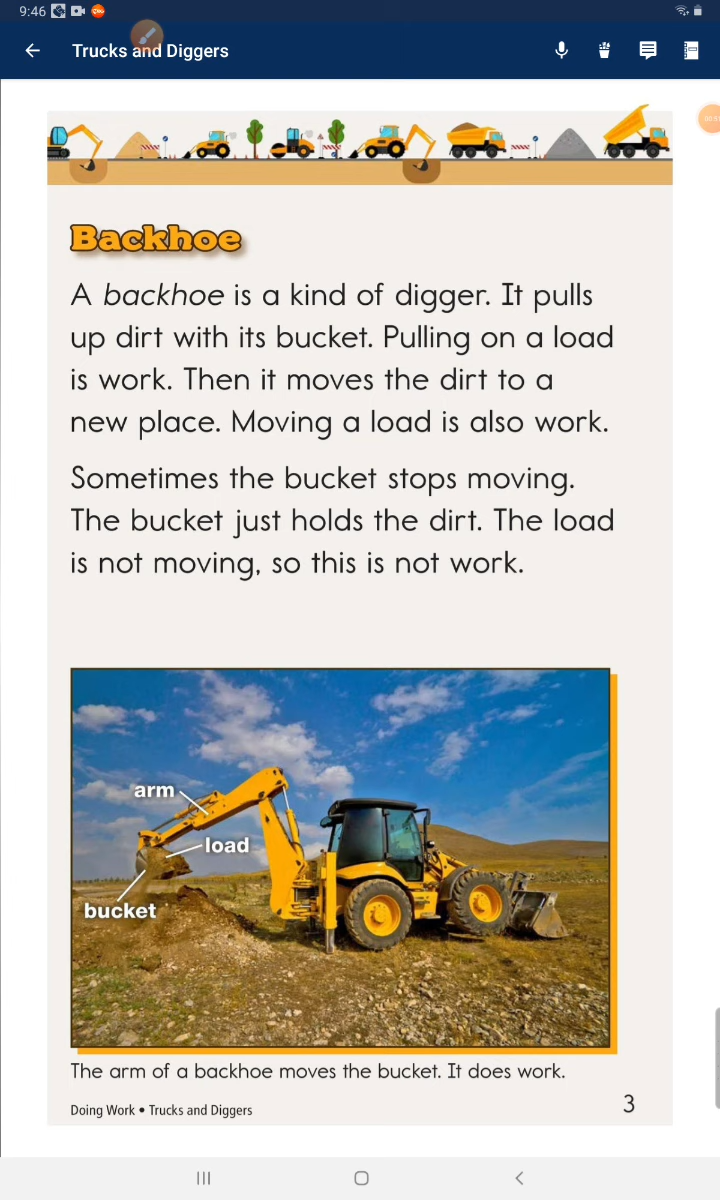 9:46
Trucks and Diggers
Backhoe
A backhoe is a kind of digger. It pulls
up dirt with its bucket. Pulling on a load
is work. Then it moves the dirt to a
new place. Moving a load is also work.
Sometimes the bucket stops moving.
The bucket just holds the dirt. The load
is not moving, so this is not work.
arm
load
bucket
The arm of a backhoe moves the bucket. It does work.
Doing Work • Trucks and Diggers
3